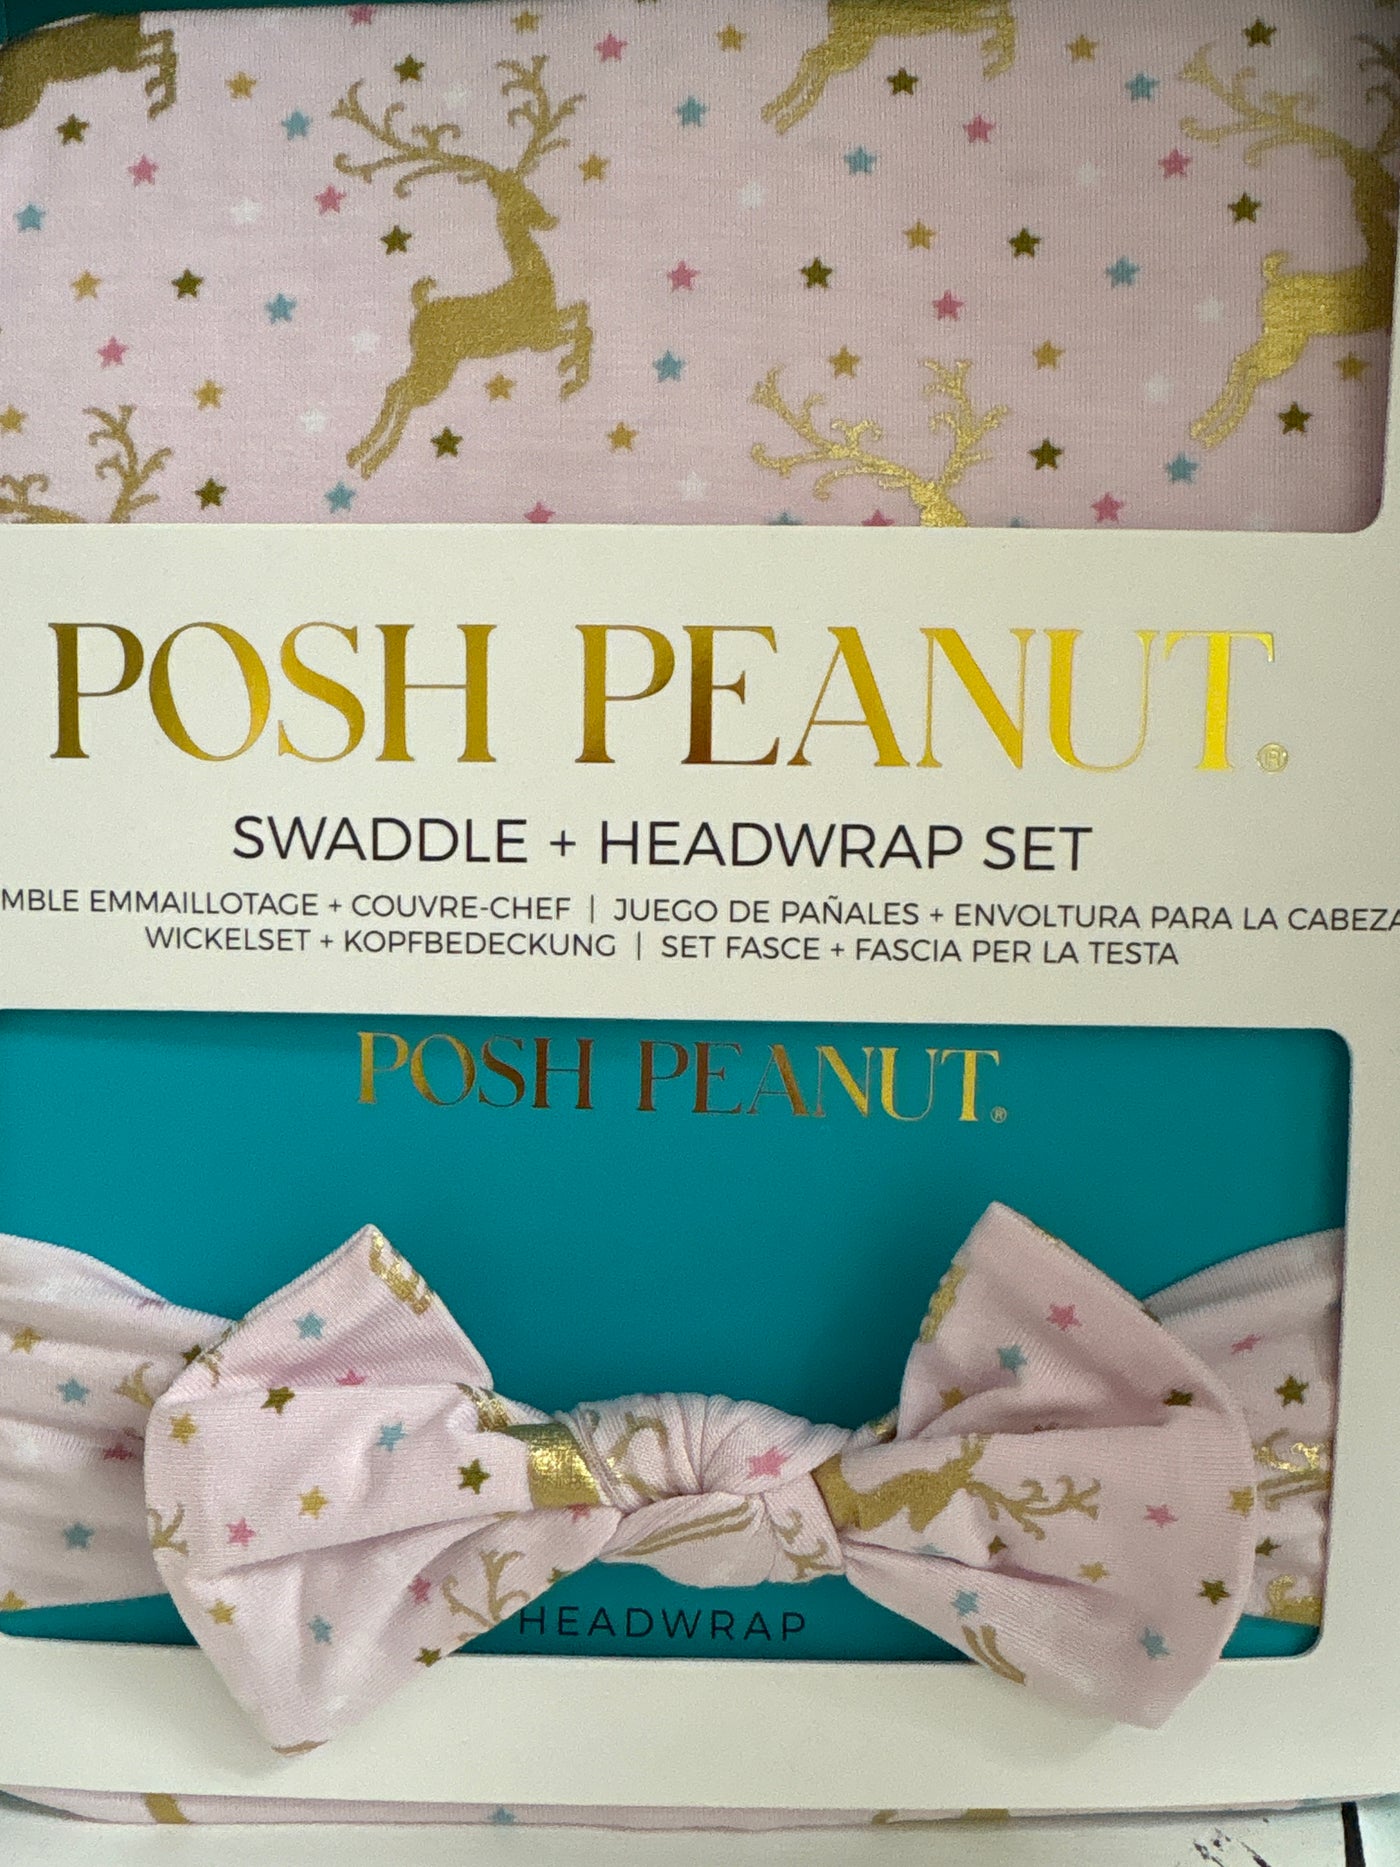 POSH PEANUT.®
SWADDLE + HEADWRAP SET
MBLE EMMAILLOTAGE + COUVRE-CHEF | JUEGO DE PAÑALES + ENVOLTURA PARA LA CABEZA
WICKELSET + KOPFBEDECKUNG | SET FASCE + FASCIA PER LA TESTA
POSH PEANUT.®
HEADWRAP